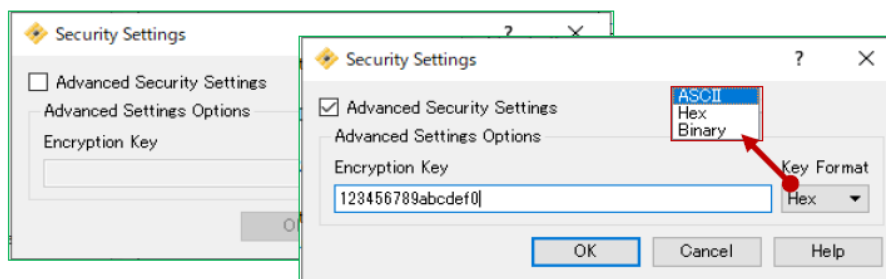 Security Settings
?
×
Advanced Security Settings
Advanced Settings Options
Encryption Key
Security Settings
?
×
Advanced Security Settings
Advanced Settings Options
ASCII
Hex
Binary
Encryption Key
Key Format
123456789abcdef0
Hex
OK
Cancel
Help